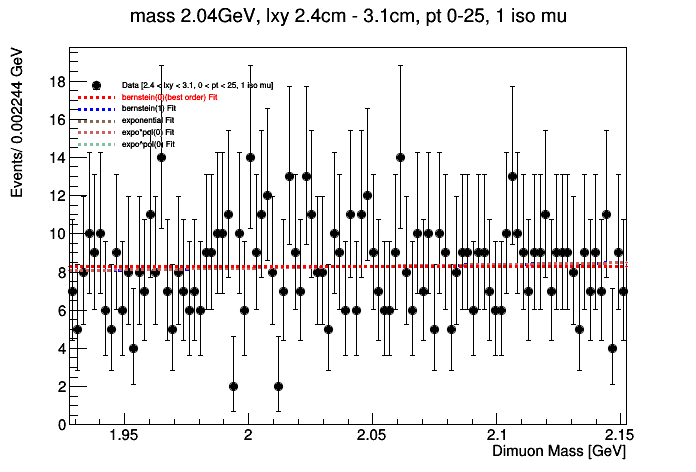 mass 2.04GeV, lxy 2.4cm - 3.1cm, pt 0-25, 1 iso mu
Events/ 0.002244 GeV
Data [2.4 < lxy < 3.1, 0 < pt < 25, 1 iso mu]
bernstein(0)(best order) Fit
bernstein(1) Fit
exponential Fit
expo*pol(0) Fit
expo^pol(0) Fit
18
16
14
12
10
8
6
4
2
0
1.95 2 2.05 2.1 2.15
Dimuon Mass [GeV]